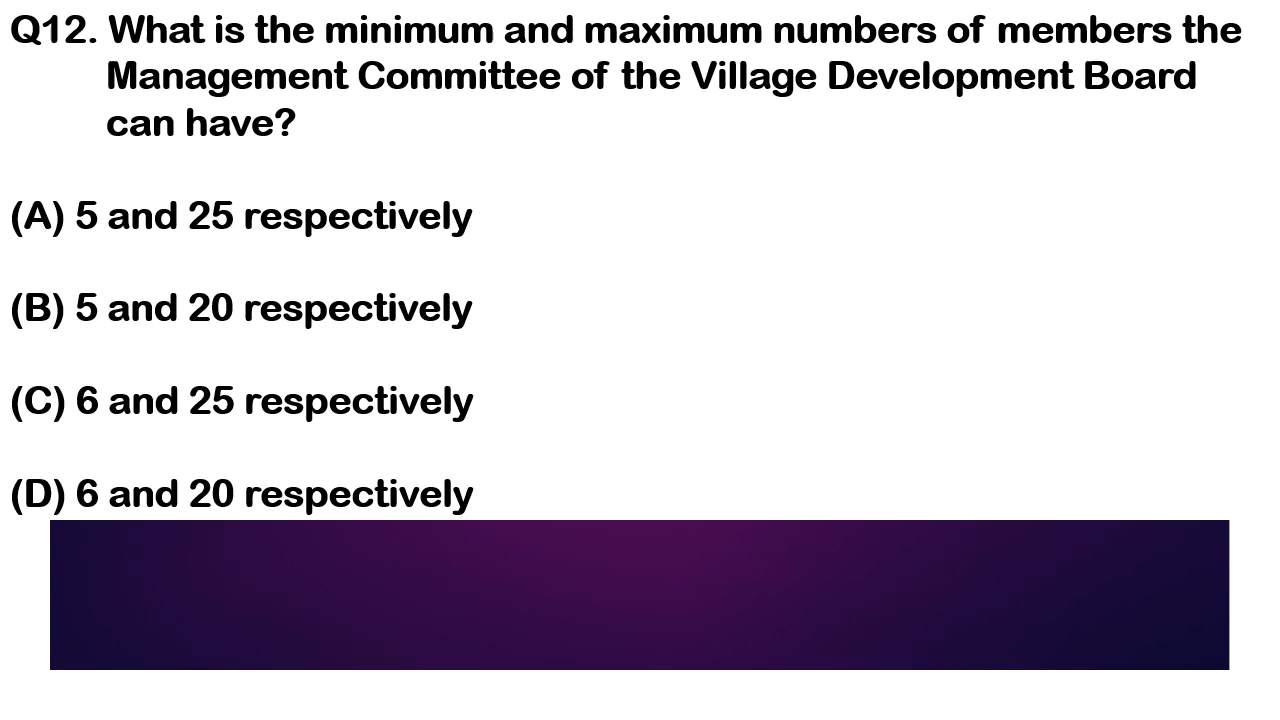 Q12. What is the minimum and maximum numbers of members the
Management Committee of the Village Development Board
can have?
(A) 5 and 25 respectively
(B) 5 and 20 respectively
(C) 6 and 25 respectively
(D) 6 and 20 respectively